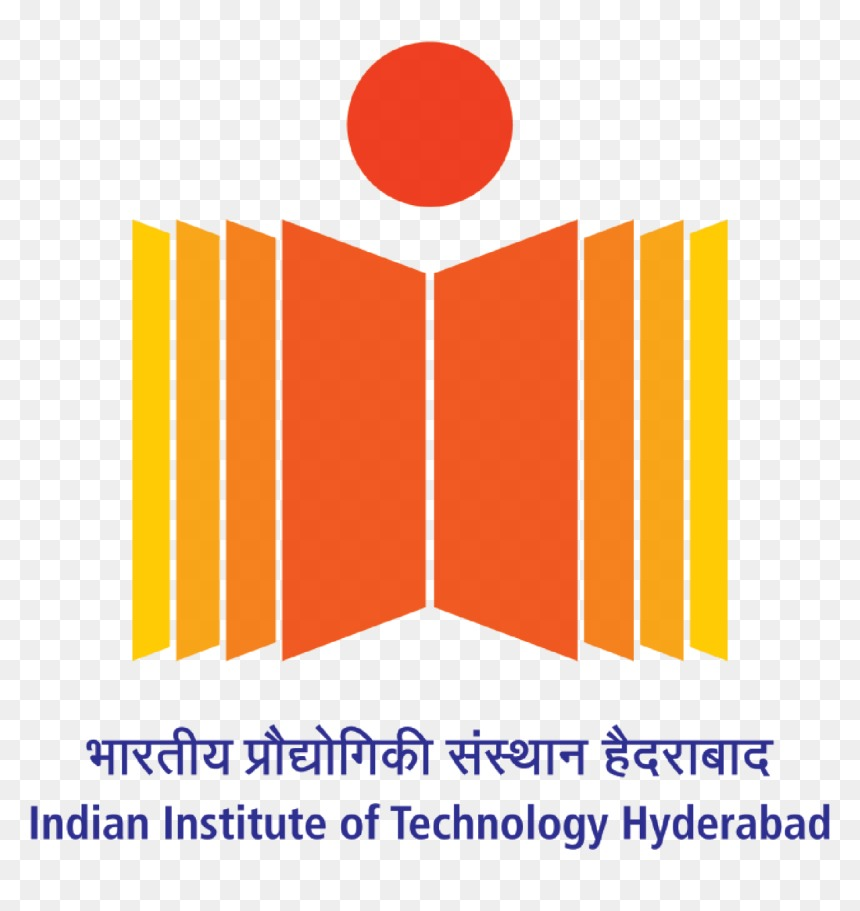 भारतीय प्रौद्योगिकी संस्थान हैदराबाद
Indian Institute of Technology Hyderabad